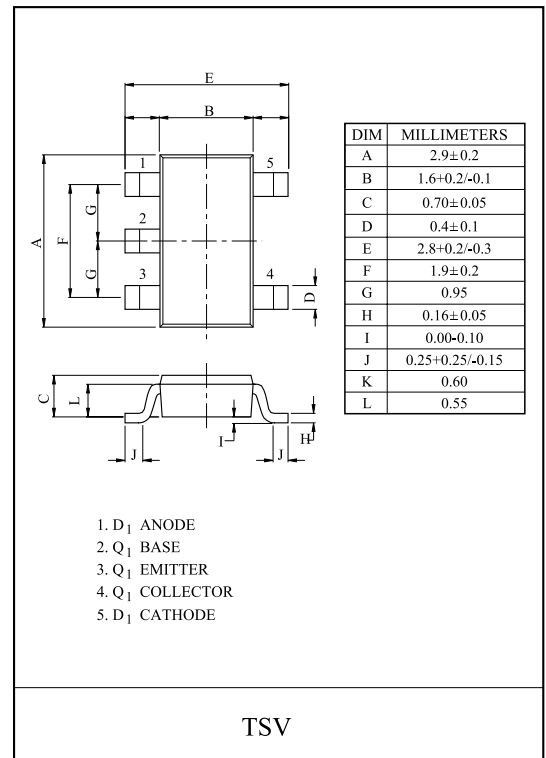 E
B
1
5
2
3
4
A
F
G
G
D
C
L
J
I
H
J
DIM MILLIMETERS
A 2.9±0.2
B 1.6+0.2/-0.1
C 0.70±0.05
D 0.4±0.1
E 2.8+0.2/-0.3
F 1.9±0.2
G 0.95
H 0.16±0.05
I 0.00-0.10
J 0.25+0.25/-0.15
K 0.60
L 0.55
1. D1 ANODE
2. Q1 BASE
3. Q1 EMITTER
4. Q1 COLLECTOR
5. D1 CATHODE
TSV